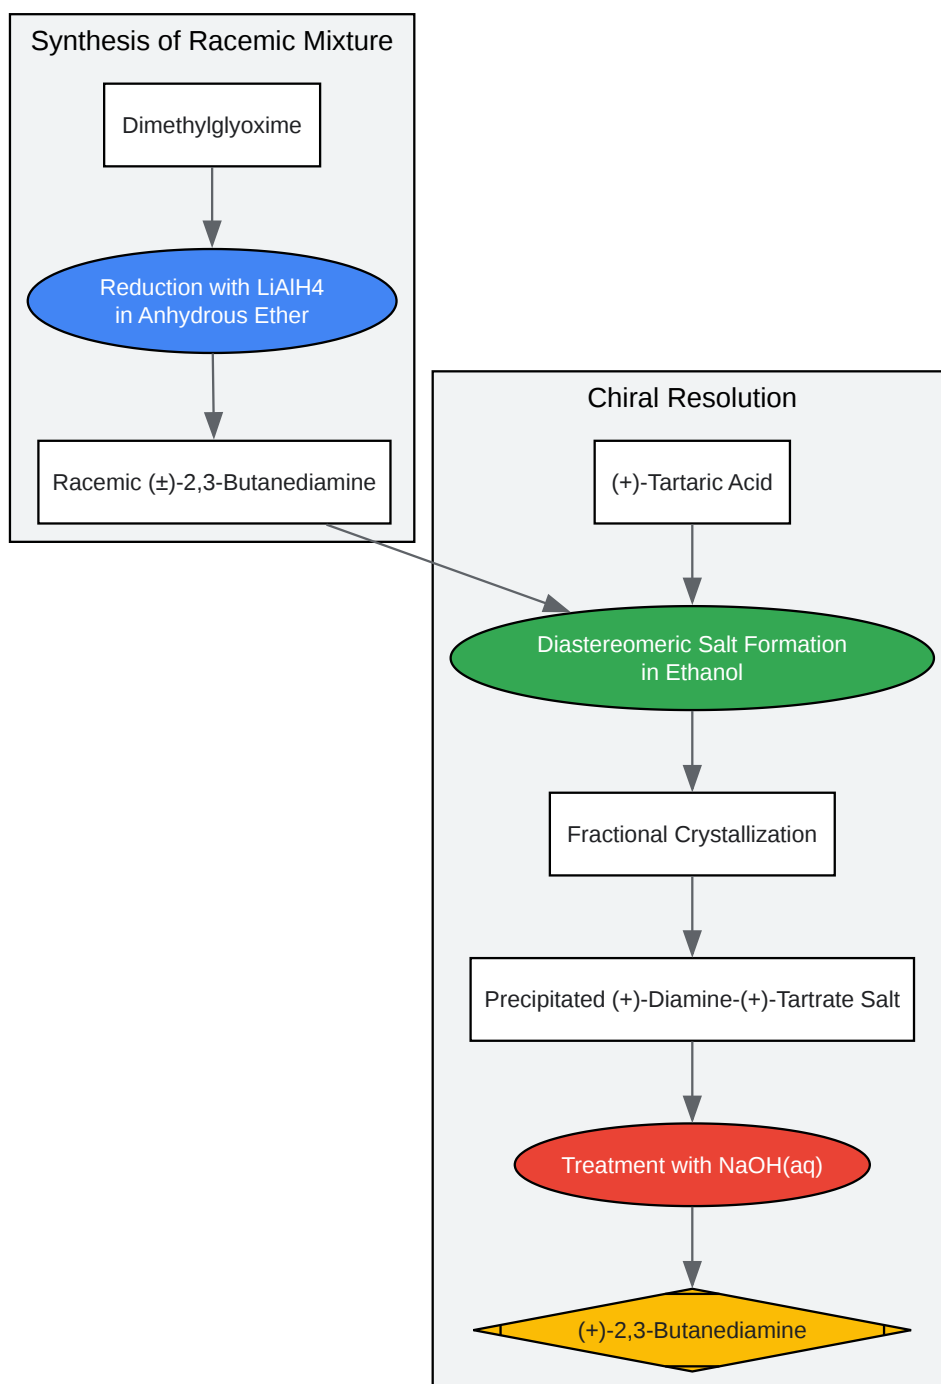 Synthesis of Racemic Mixture
Dimethylglyoxime
Reduction with LiAlH4
in Anhydrous Ether
Racemic (±)-2,3-Butanediamine
Chiral Resolution
(+)-Tartaric Acid
Diastereomeric Salt Formation
in Ethanol
Fractional Crystallization
Precipitated (+)-Diamine-(+)-Tartrate Salt
Treatment with NaOH(aq)
(+)-2,3-Butanediamine